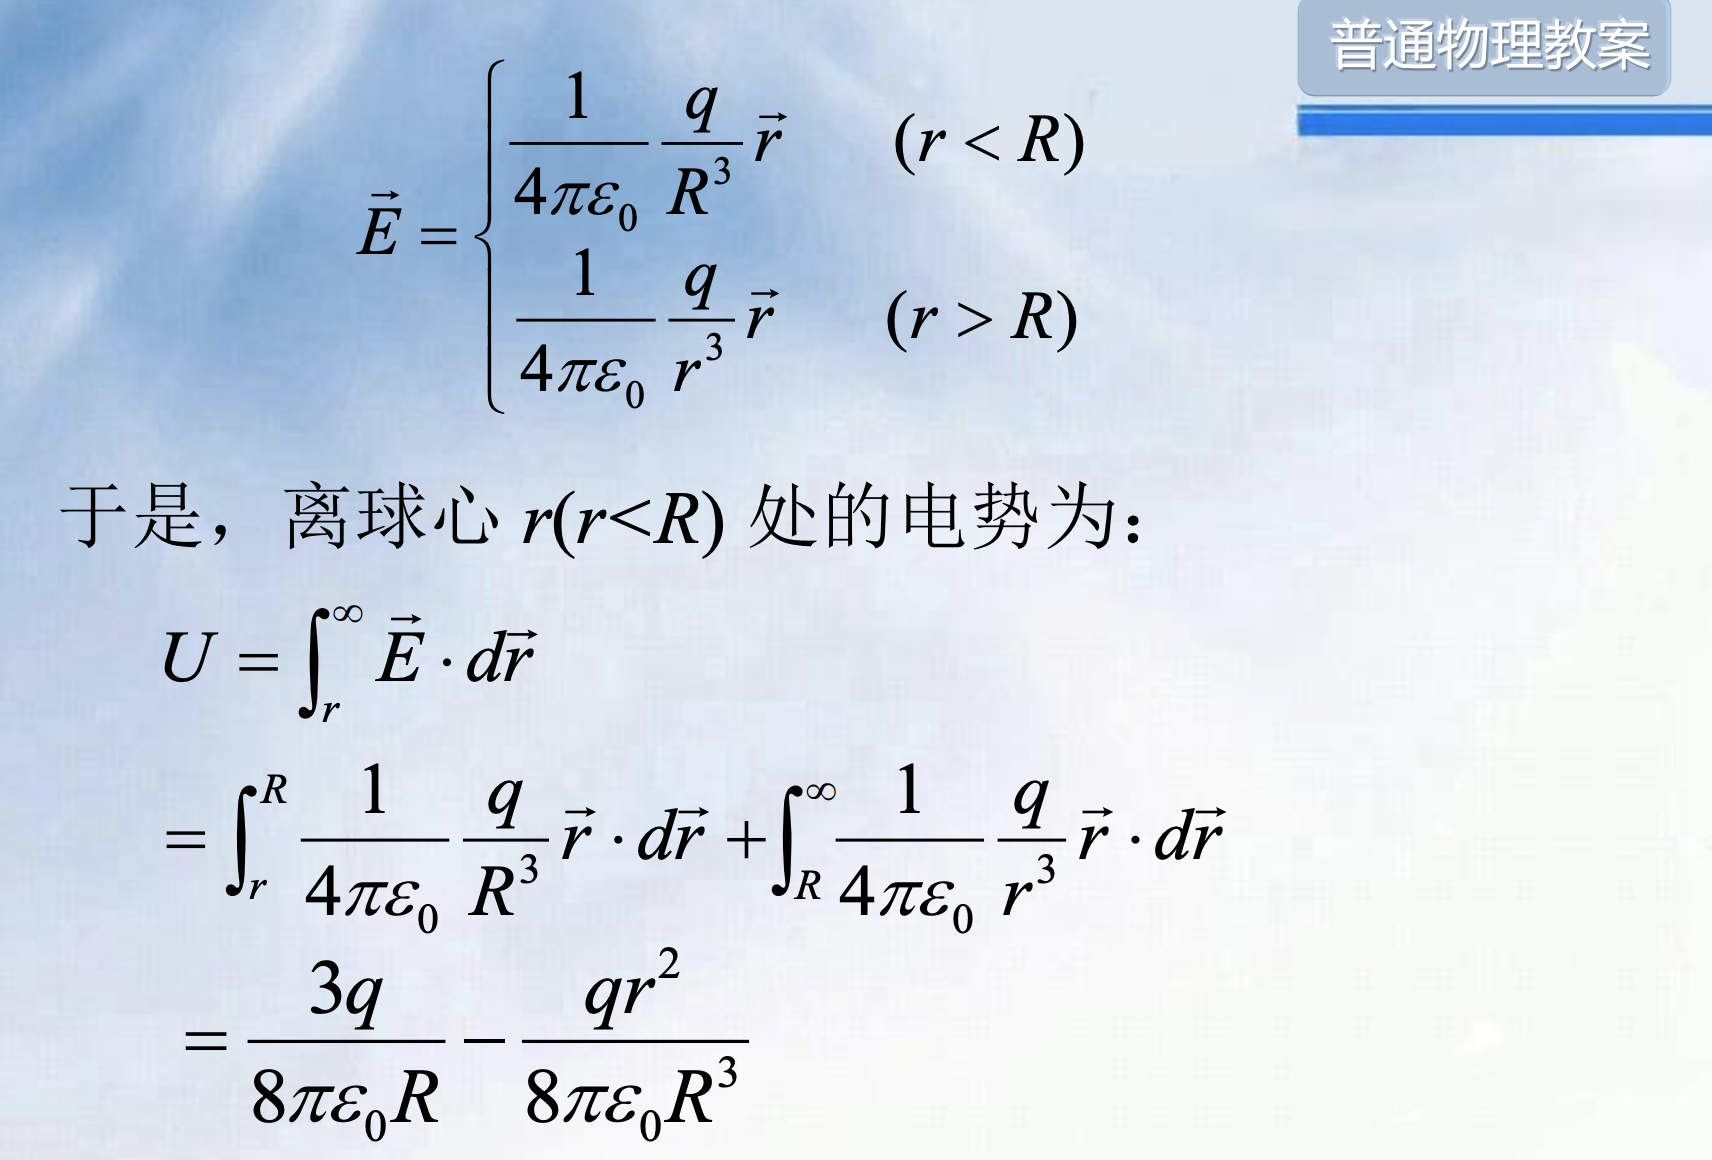 普通物理教案
$\vec{E} = \begin{cases} \frac{1}{4\pi\varepsilon_0} \frac{q}{R^3} \vec{r} & (r < R) \\ \frac{1}{4\pi\varepsilon_0} \frac{q}{r^3} \vec{r} & (r > R) \end{cases}$
于是，离球心 r(r<R) 处的电势为：
$U = \int_r^\infty \vec{E} \cdot d\vec{r}$
$= \int_r^R \frac{1}{4\pi\varepsilon_0} \frac{q}{R^3} \vec{r} \cdot d\vec{r} + \int_R^\infty \frac{1}{4\pi\varepsilon_0} \frac{q}{r^3} \vec{r} \cdot d\vec{r}$
$= \frac{3q}{8\pi\varepsilon_0 R} - \frac{qr^2}{8\pi\varepsilon_0 R^3}$